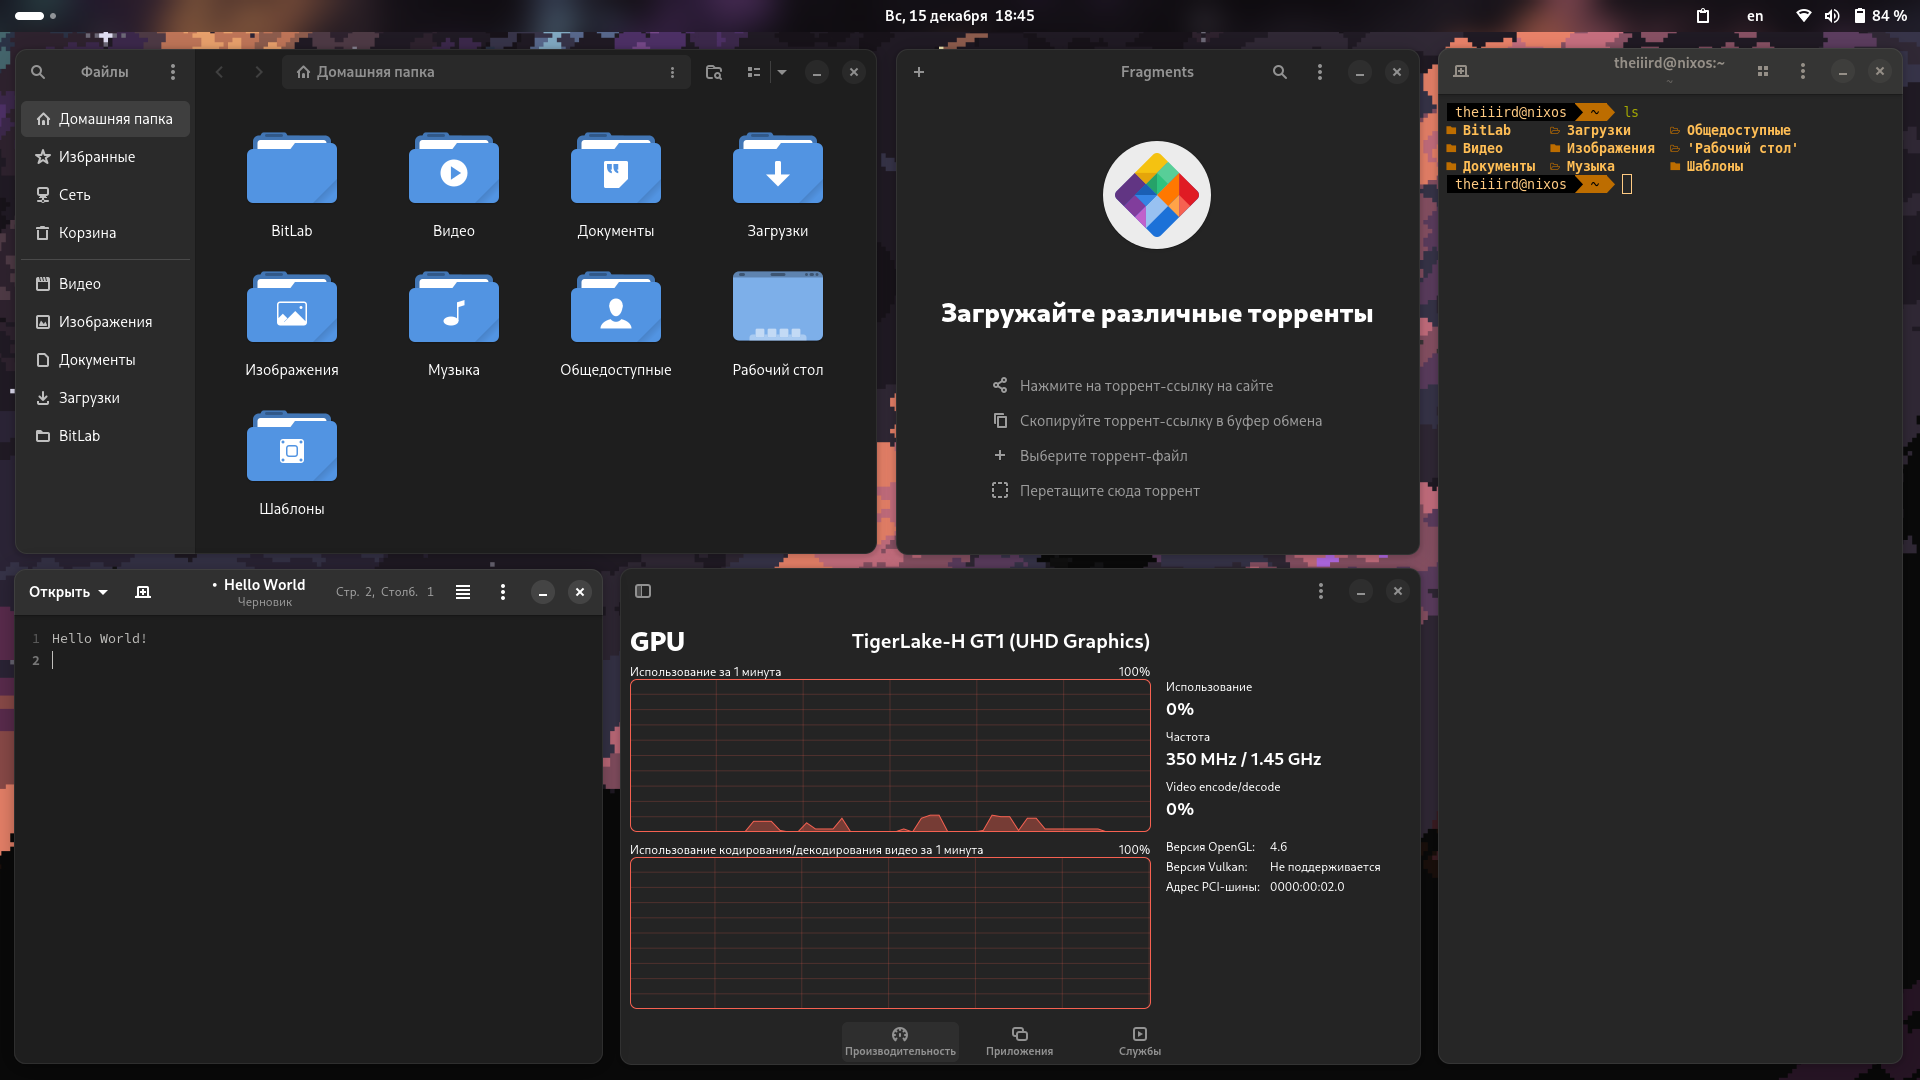 Вс, 15 декабря 18:45
en
84 %
Файлы
Домашняя папка
Избранные
Сеть
Корзина
Видео
Изображения
Документы
Загрузки
BitLab
Домашняя папка
BitLab
Видео
Документы
Загрузки
Изображения
Музыка
Общедоступные
Рабочий стол
Шаблоны
Fragments
Загружайте различные торренты
Нажмите на торрент-ссылку на сайте
Скопируйте торрент-ссылку в буфер обмена
Выберите торрент-файл
Перетащите сюда торрент
theiiird@nixos:~
~
theiiird@nixos ~ ls
BitLab Загрузки Общедоступные
Видео Изображения 'Рабочий стол'
Документы Музыка Шаблоны
theiiird@nixos ~
Открыть
• Hello World
Черновик
Стр. 2, Столб. 1
1 Hello World!
2
GPU
TigerLake-H GT1 (UHD Graphics)
Использование за 1 минута 100%
Использование кодирования/декодирования видео за 1 минута 100%
Использование
0%
Частота
350 MHz / 1.45 GHz
Video encode/decode
0%
Версия OpenGL: 4.6
Версия Vulkan: Не поддерживается
Адрес PCI-шины: 0000:00:02.0
Производительность
Приложения
Службы